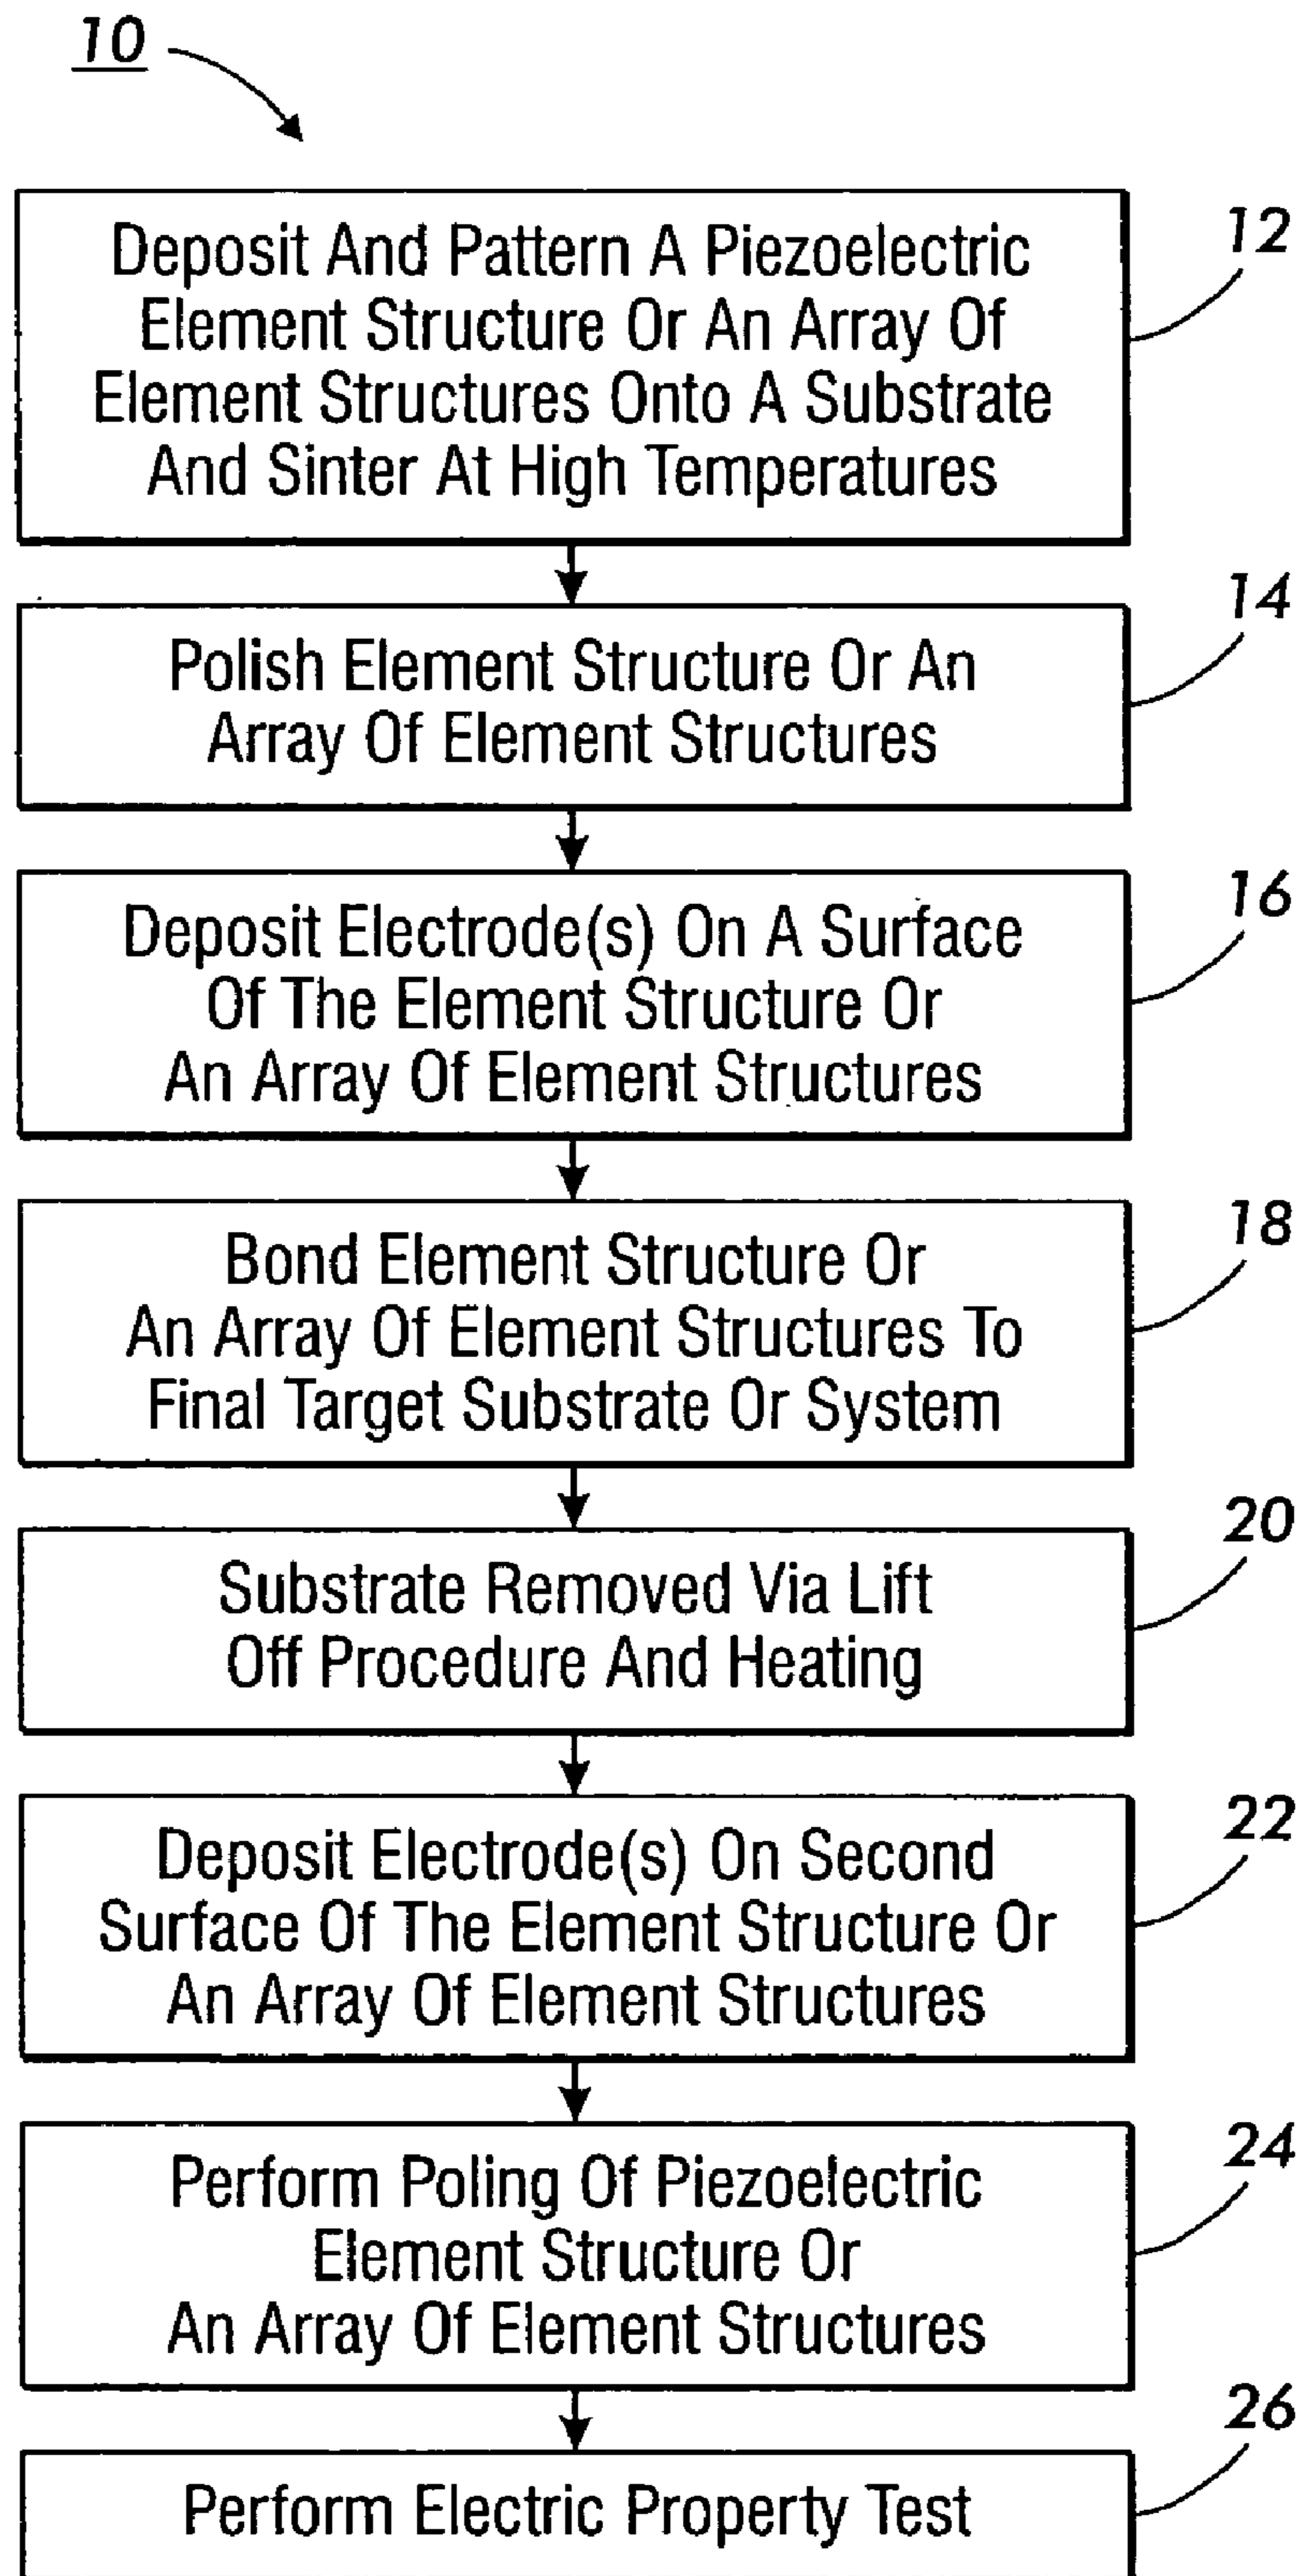 10
12
Deposit And Pattern A Piezoelectric
Element Structure Or An Array Of
Element Structures Onto A Substrate
And Sinter At High Temperatures
14
Polish Element Structure Or An
Array Of Element Structures
16
Deposit Electrode(s) On A Surface
Of The Element Structure Or
An Array Of Element Structures
18
Bond Element Structure Or
An Array Of Element Structures To
Final Target Substrate Or System
20
Substrate Removed Via Lift
Off Procedure And Heating
22
Deposit Electrode(s) On Second
Surface Of The Element Structure Or
An Array Of Element Structures
24
Perform Poling Of Piezoelectric
Element Structure Or
An Array Of Element Structures
26
Perform Electric Property Test